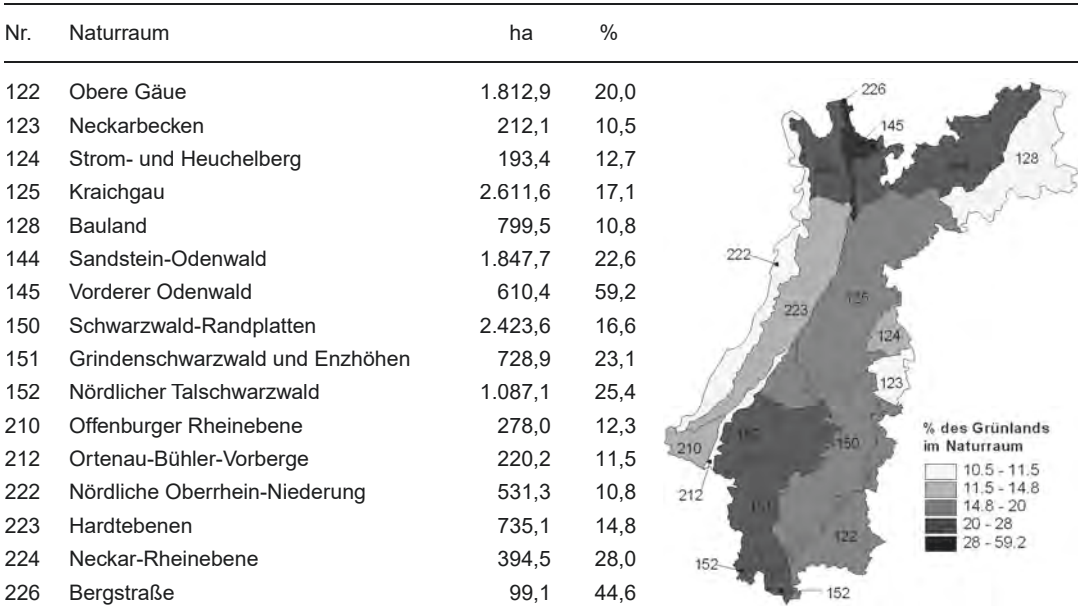 Nr. Naturraum ha %
122 Obere Gäue 1.812,9 20,0
123 Neckarbecken 212,1 10,5
124 Strom- und Heuchelberg 193,4 12,7
125 Kraichgau 2.611,6 17,1
128 Bauland 799,5 10,8
144 Sandstein-Odenwald 1.847,7 22,6
145 Vorderer Odenwald 610,4 59,2
150 Schwarzwald-Randplatten 2.423,6 16,6
151 Grindenschwarzwald und Enzhöhen 728,9 23,1
152 Nördlicher Talschwarzwald 1.087,1 25,4
210 Offenburger Rheinebene 278,0 12,3
212 Ortenau-Bühler-Vorberge 220,2 11,5
222 Nördliche Oberrhein-Niederung 531,3 10,8
223 Hardtebenen 735,1 14,8
224 Neckar-Rheinebene 394,5 28,0
226 Bergstraße 99,1 44,6
226
145
128
222
125
223
124
123
210
150
212
151
122
152
152
% des Grünlands
im Naturraum
10.5 - 11.5
11.5 - 14.8
14.8 - 20
20 - 28
28 - 59.2